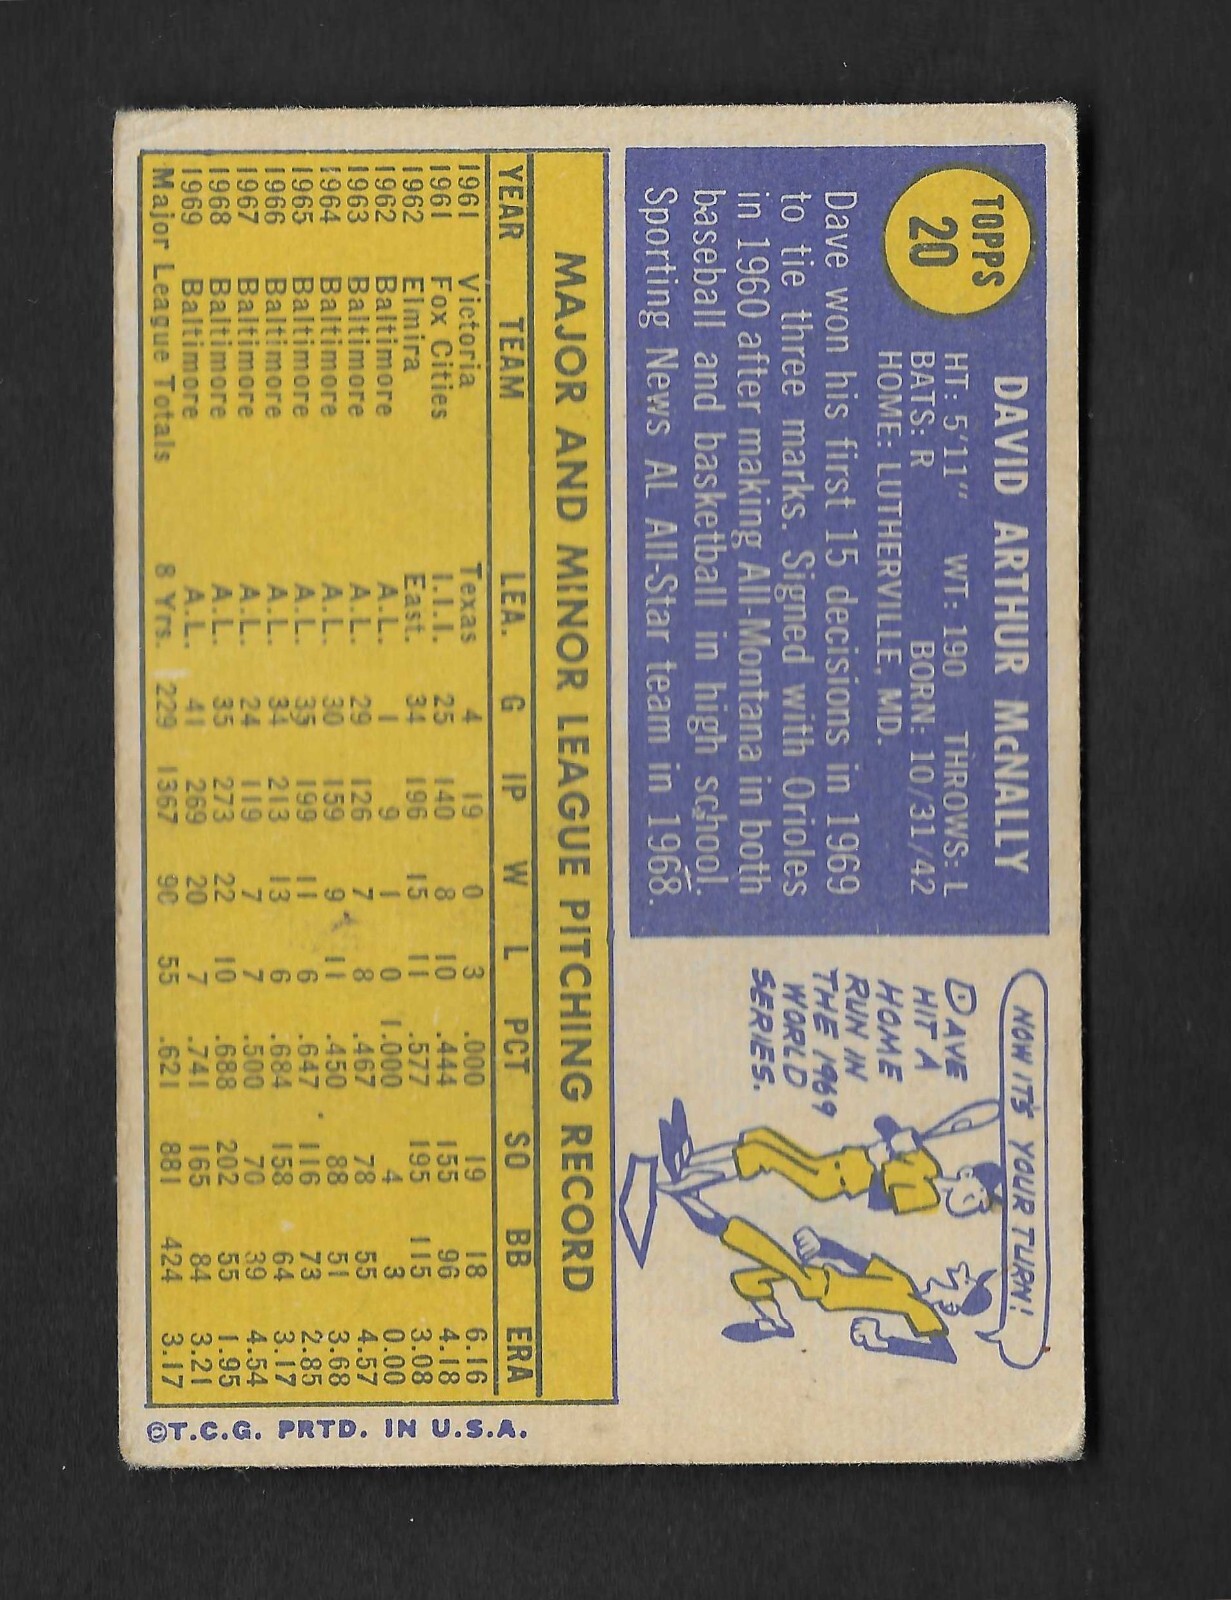 TOPPS
20
DAVID ARTHUR McNALLY
HT: 5'11" WT: 190 THROWS: L
BATS: R BORN: 10/31/42
HOME: LUTHERVILLE, MD.
Dave won his first 15 decisions in 1969
to tie three marks. Signed with Orioles
in 1960 after making All-Montana in both
baseball and basketball in high school.
Sporting News AL All-Star team in 1968.
NOW IT'S YOUR TURN!
DAVE
HIT A
HOME
RUN IN
THE 1969
WORLD
SERIES.
MAJOR AND MINOR LEAGUE PITCHING RECORD
YEAR TEAM LEA. G IP W L PCT SO BB ERA
1961 Victoria Texas 4 19 0 3 .000 19 18 6.16
1961 Fox Cities I.I.I. 25 140 8 10 .444 155 96 4.18
1962 Elmira East. 34 196 15 11 .577 195 115 3.08
1962 Baltimore A.L. 1 9 1 0 1.000 4 3 0.00
1963 Baltimore A.L. 29 126 7 8 .467 78 55 4.57
1964 Baltimore A.L. 30 159 9 11 .450 88 51 3.68
1965 Baltimore A.L. 35 199 11 6 .647 116 73 2.85
1966 Baltimore A.L. 34 213 13 6 .684 158 64 3.17
1967 Baltimore A.L. 24 119 7 7 .500 70 39 4.54
1968 Baltimore A.L. 35 273 22 10 .688 202 55 1.95
1969 Baltimore A.L. 41 269 20 7 .741 165 84 3.21
Major League Totals 8 Yrs. 229 1367 90 55 .621 881 424 3.17
©T.C.G. PRTD. IN U.S.A.